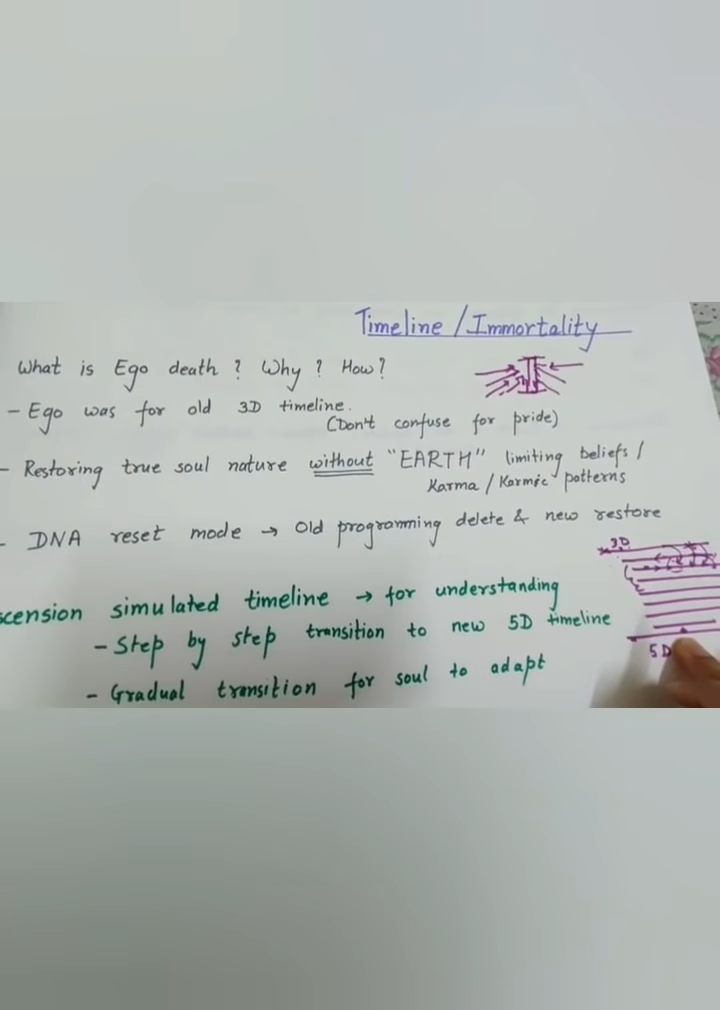 Timeline / Immortality
What is Ego death ? Why ? How ?
- Ego was for old 3D timeline.
(Don't confuse for pride)
- Restoring true soul nature without "EARTH" limiting beliefs /
Karma / Karmic patterns
- DNA reset mode → Old programming delete & new restore
3D
scension simulated timeline → for understanding
- Step by step transition to new 5D timeline
5D
- Gradual transition for soul to adapt